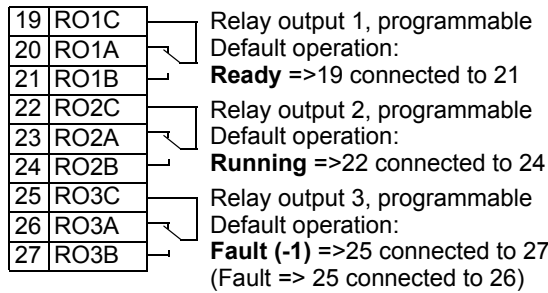 19 RO1C Relay output 1, programmable
20 RO1A Default operation:
21 RO1B Ready =>19 connected to 21
22 RO2C Relay output 2, programmable
23 RO2A Default operation:
24 RO2B Running =>22 connected to 24
25 RO3C Relay output 3, programmable
26 RO3A Default operation:
27 RO3B Fault (-1) =>25 connected to 27
(Fault => 25 connected to 26)